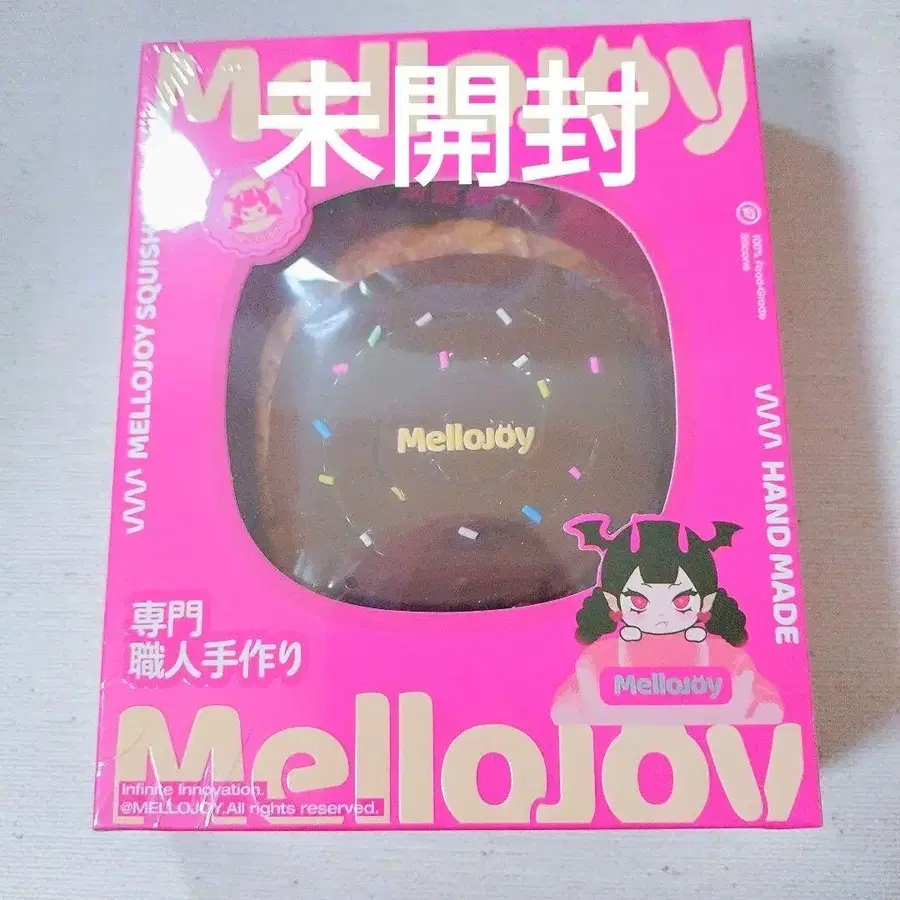 Mellojoy
未開封
MELLOJOY SQUISH
100% Food-Grade
Silicone
Mellojoy
HAND MADE
専門
職人手作り
Mellojoy
Mellojoy
Infinite Innovation.
@MELLOJOY.All rights reserved.